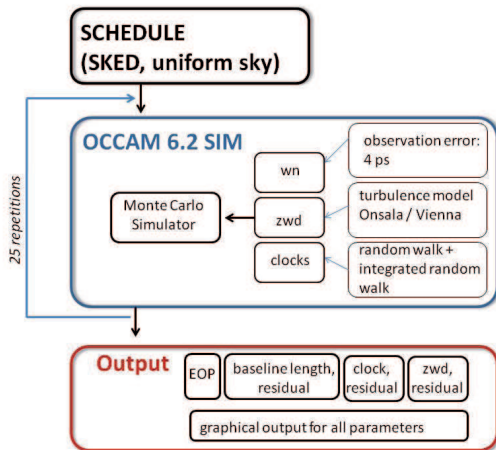 SCHEDULE
(SKED, uniform sky)
25 repetitions
OCCAM 6.2 SIM
observation error:
4 ps
wn
Monte Carlo
Simulator
zwd
turbulence model
Onsala / Vienna
clocks
random walk +
integrated random
walk
Output
EOP
baseline length,
residual
clock,
residual
zwd,
residual
graphical output for all parameters